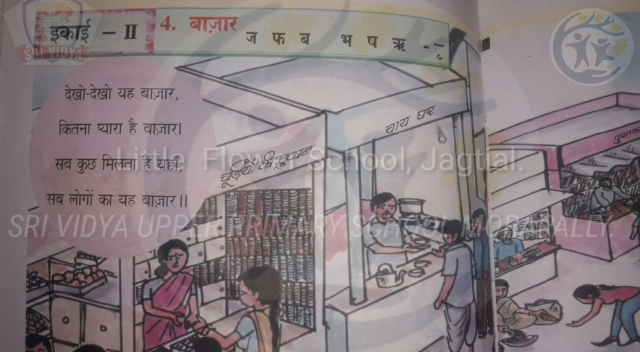 इकाई - II
4. बाज़ार
ज फ ब भ ष ऋ - ृ
देखो-देखो यह बाज़ार,
कितना प्यारा है बाज़ार।
सब कुछ मिलता है यहाँ,
सब लोगों का यह बाज़ार।।
चूड़ियों की दुकान
चाय घर
SRI VIDYA
Little Flower School, Jagtial.
SRI VIDYA UPPER PRIMARY SCHOOL MORAPALLY.